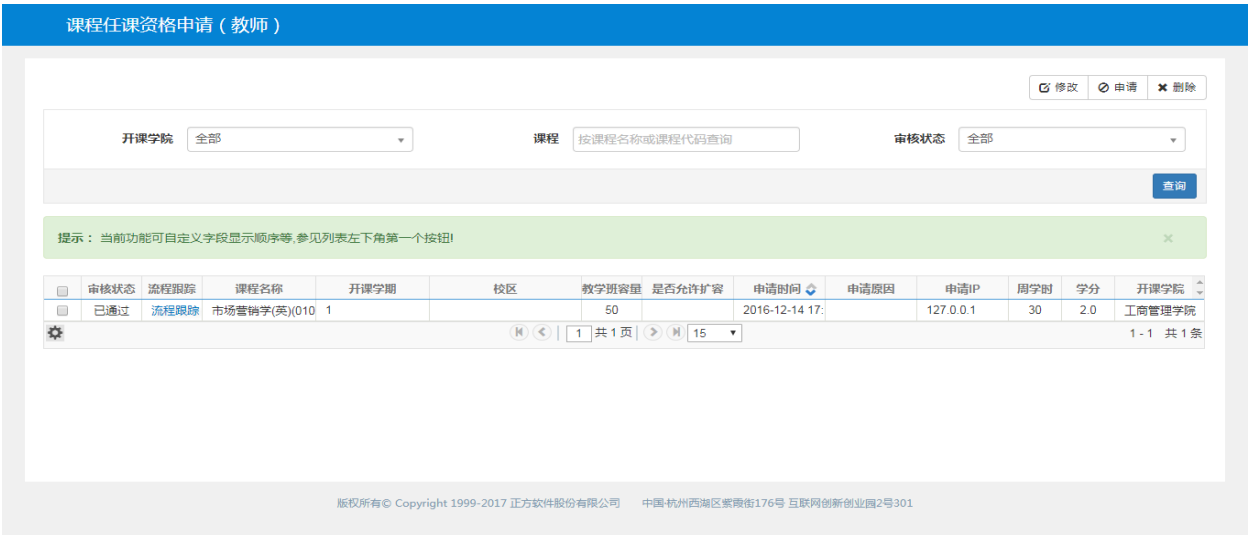 课程任课资格申请（教师）
修改 申请 删除
开课学院 全部 课程 按课程名称或课程代码查询 审核状态 全部
查询
提示： 当前功能可自定义字段显示顺序等,参见列表左下角第一个按钮! ×
审核状态 流程跟踪 课程名称 开课学期 校区 教学班容量 是否允许扩容 申请时间 申请原因 申请IP 周学时 学分 开课学院
已通过 流程跟踪 市场营销学(英)(010 1 50 2016-12-14 17: 127.0.0.1 30 2.0 工商管理学院
1 共 1 页 15 1 - 1 共 1 条
版权所有© Copyright 1999-2017 正方软件股份有限公司 中国·杭州西湖区紫霞街176号 互联网创新创业园2号301